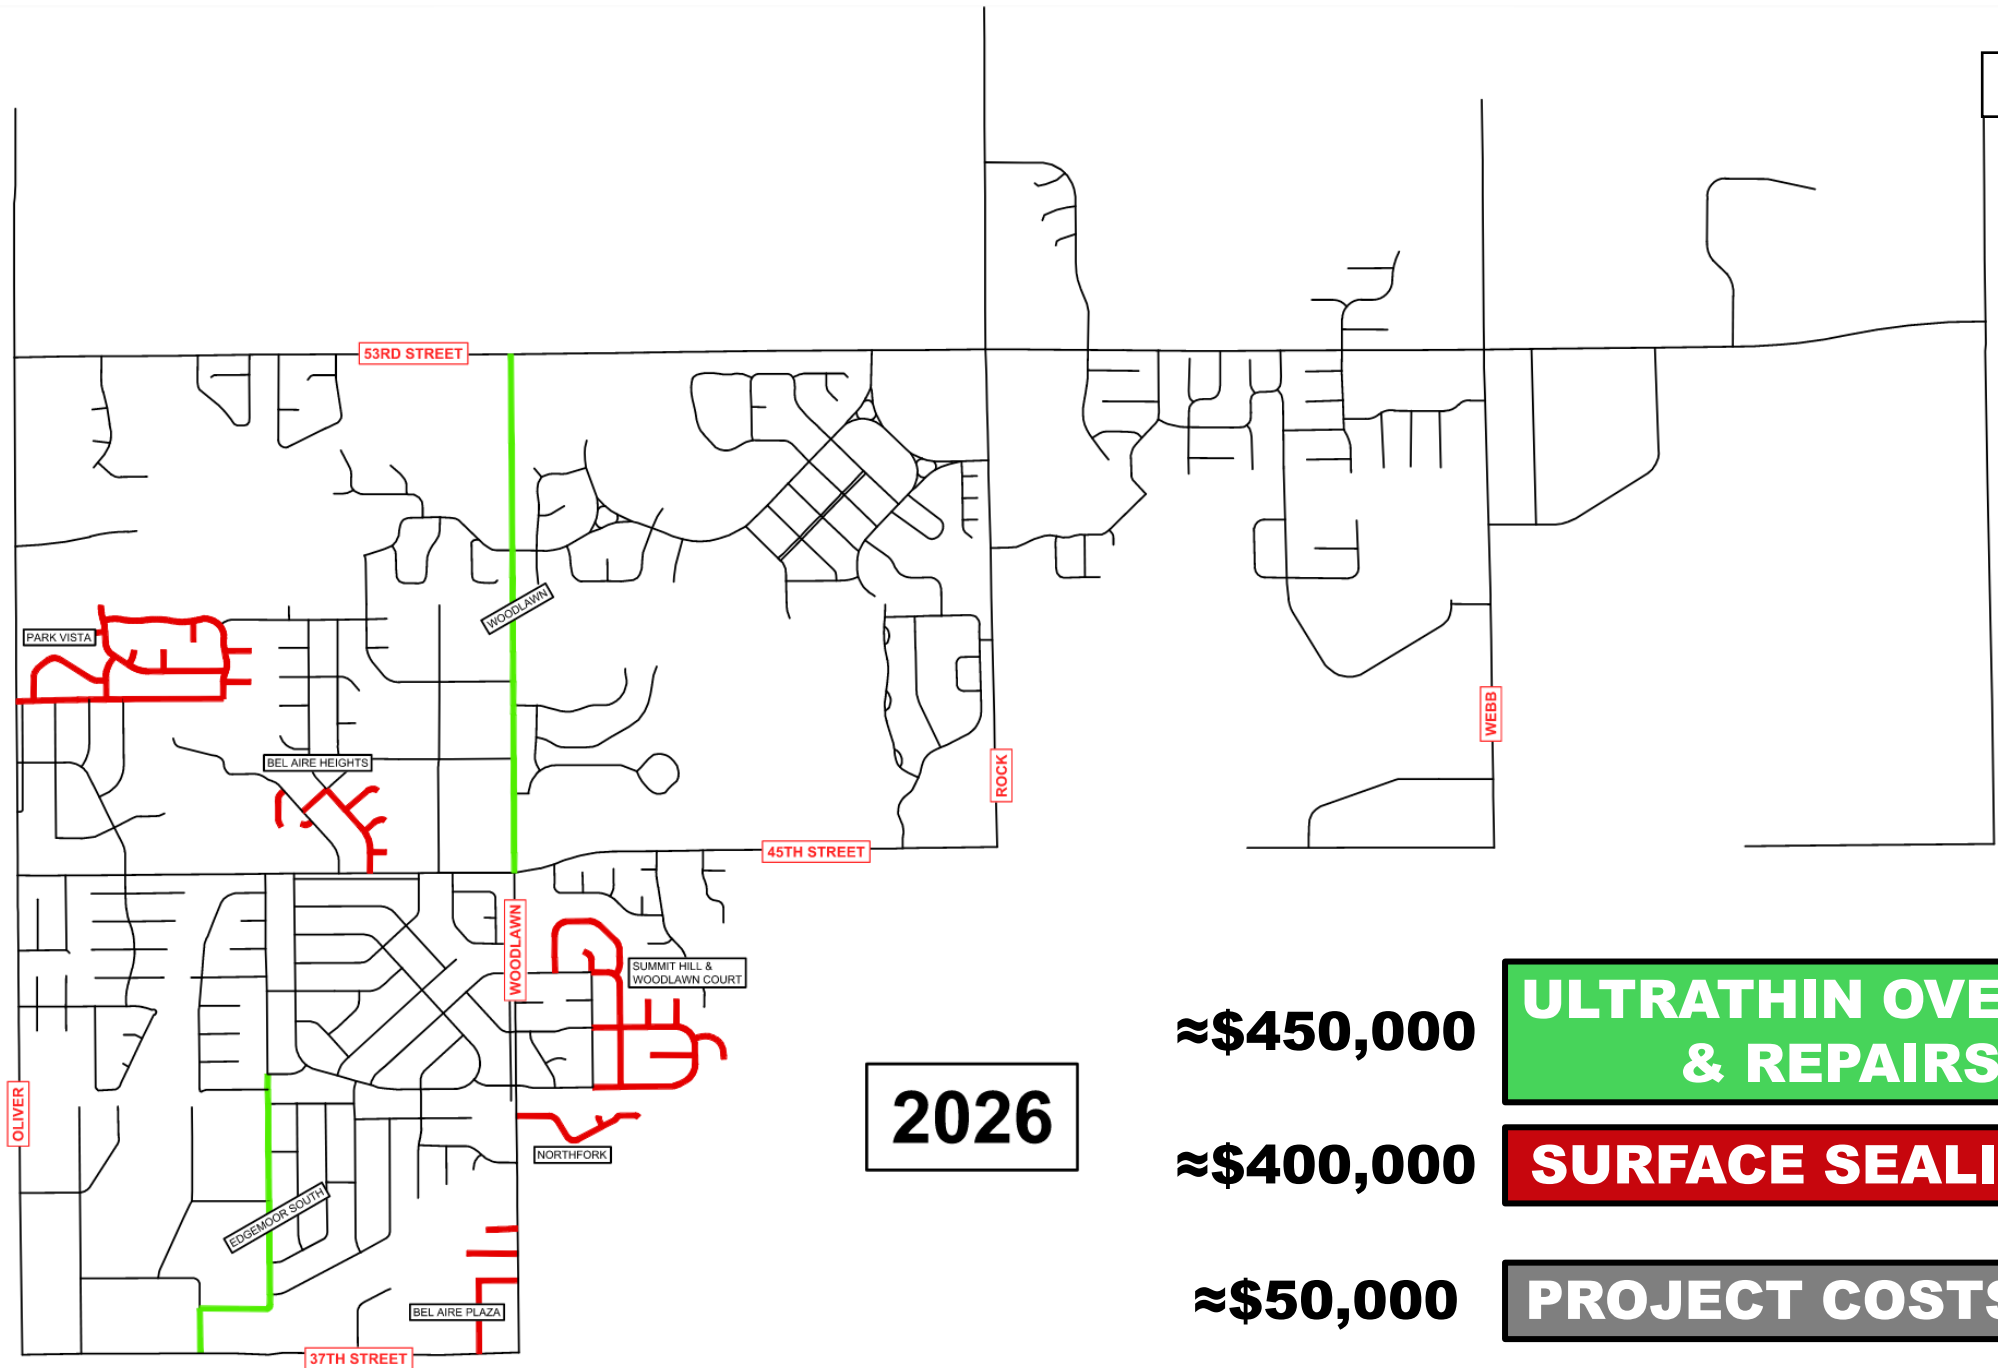 53RD STREET
WOODLAWN
PARK VISTA
WEBB
BEL AIRE HEIGHTS
ROCK
45TH STREET
WOODLAWN
SUMMIT HILL &
WOODLAWN COURT
≈$450,000
ULTRATHIN OVE
& REPAIRS
OLIVER
2026
NORTHFORK
≈$400,000
SURFACE SEALI
EDGEMOOR SOUTH
BEL AIRE PLAZA
≈$50,000
PROJECT COSTS
37TH STREET